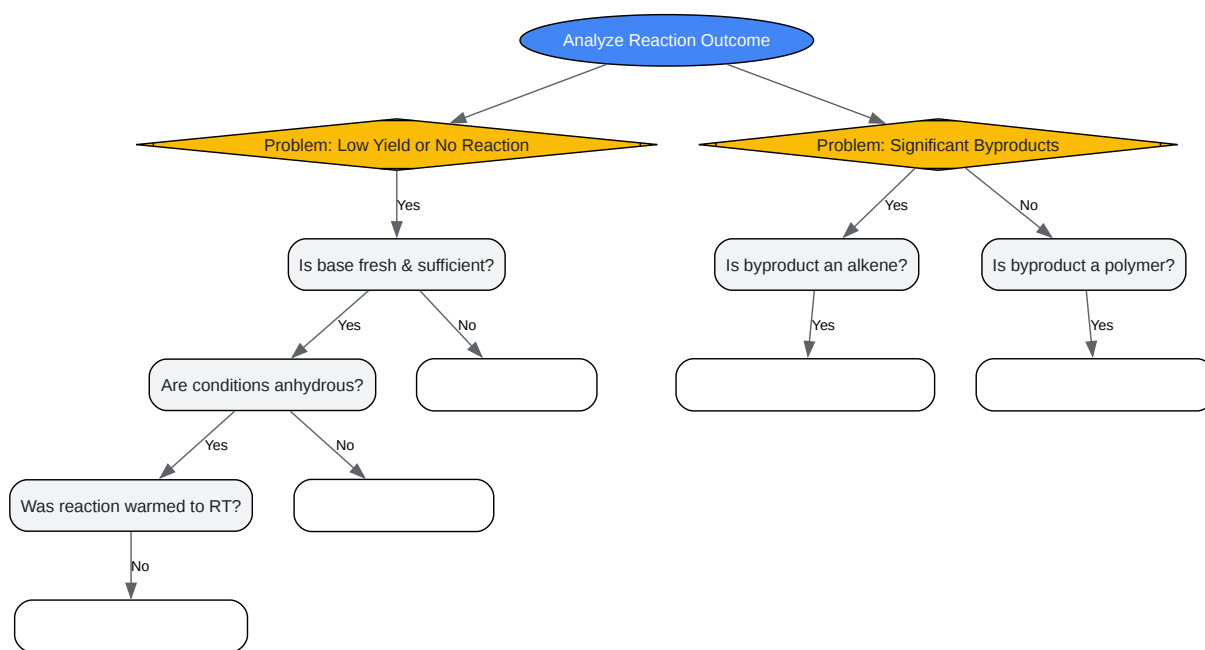 Analyze Reaction Outcome
Problem: Low Yield or No Reaction
Problem: Significant Byproducts
Yes
Yes
No
Is base fresh & sufficient?
Is byproduct an alkene?
Is byproduct a polymer?
Yes
No
Yes
Yes
Are conditions anhydrous?
Yes
No
Was reaction warmed to RT?
No